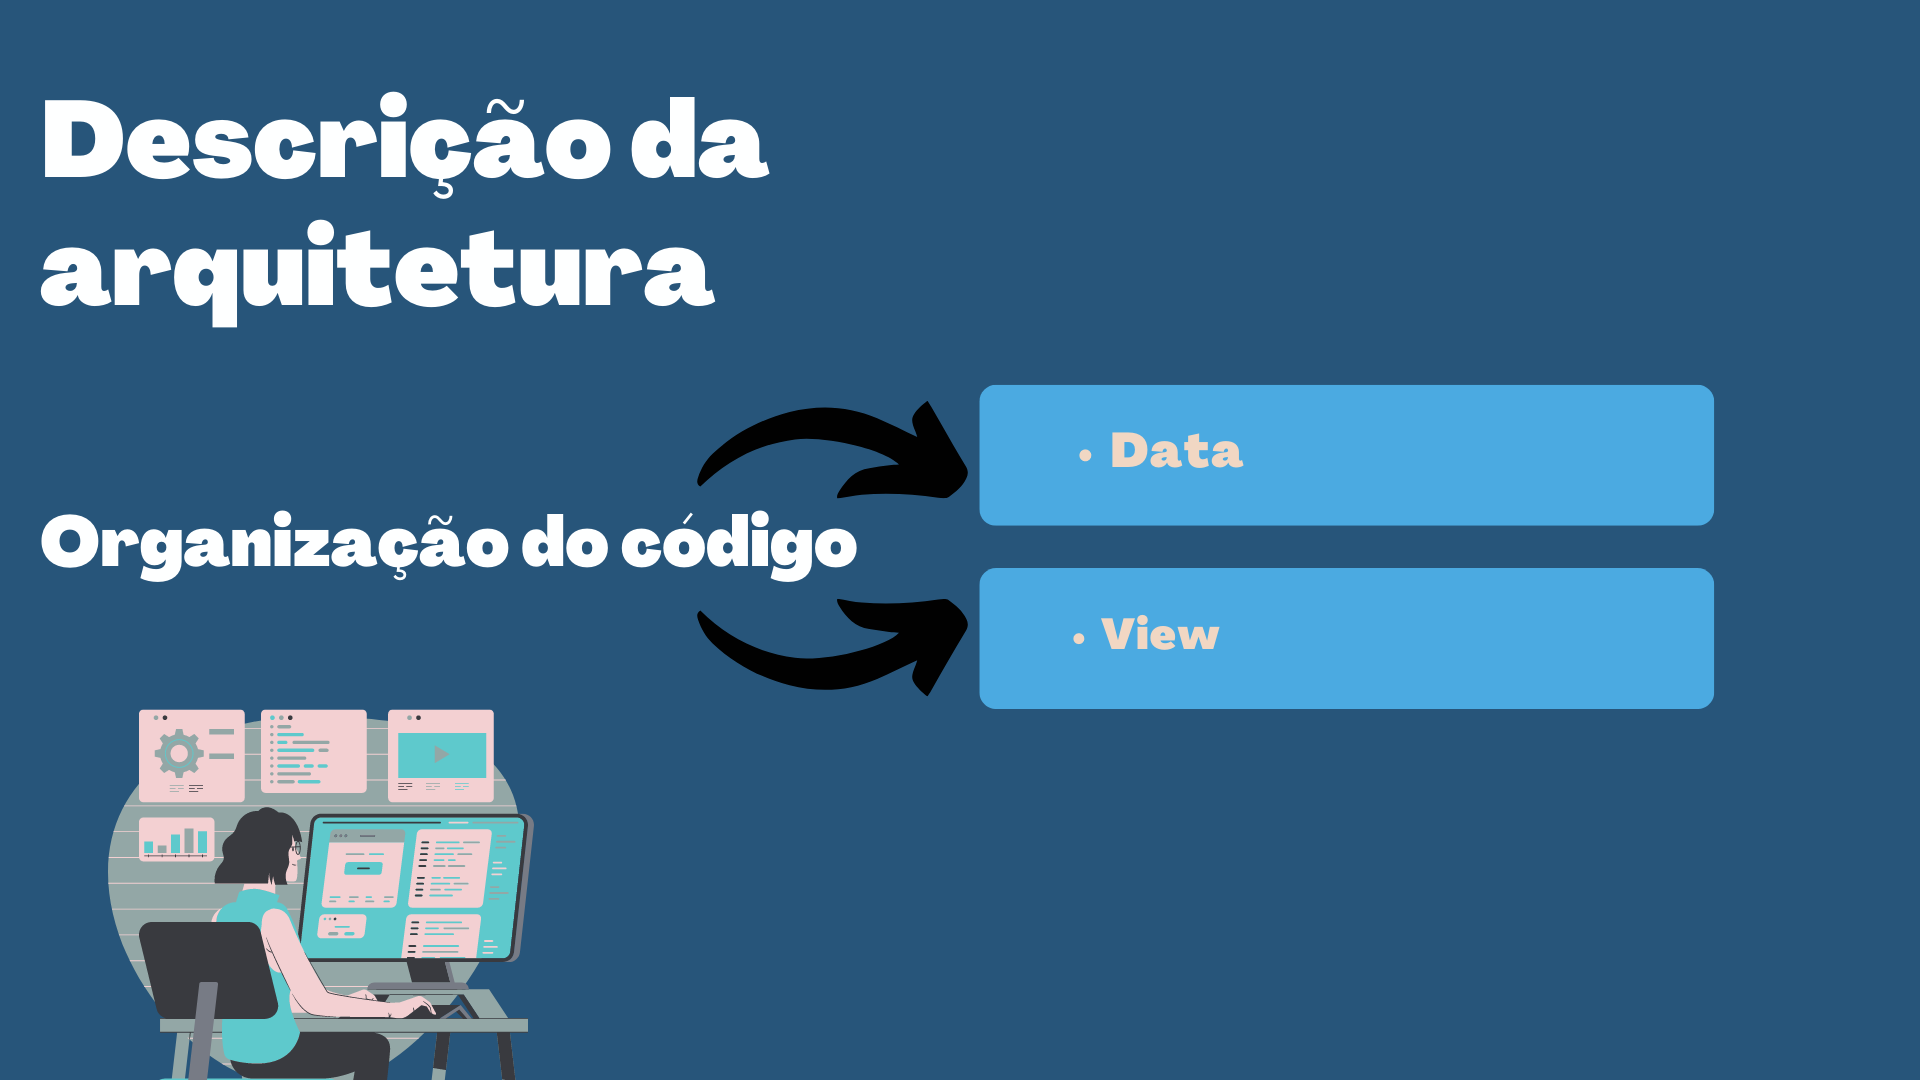 Descrição da
arquitetura
Organização do código
• Data
• View